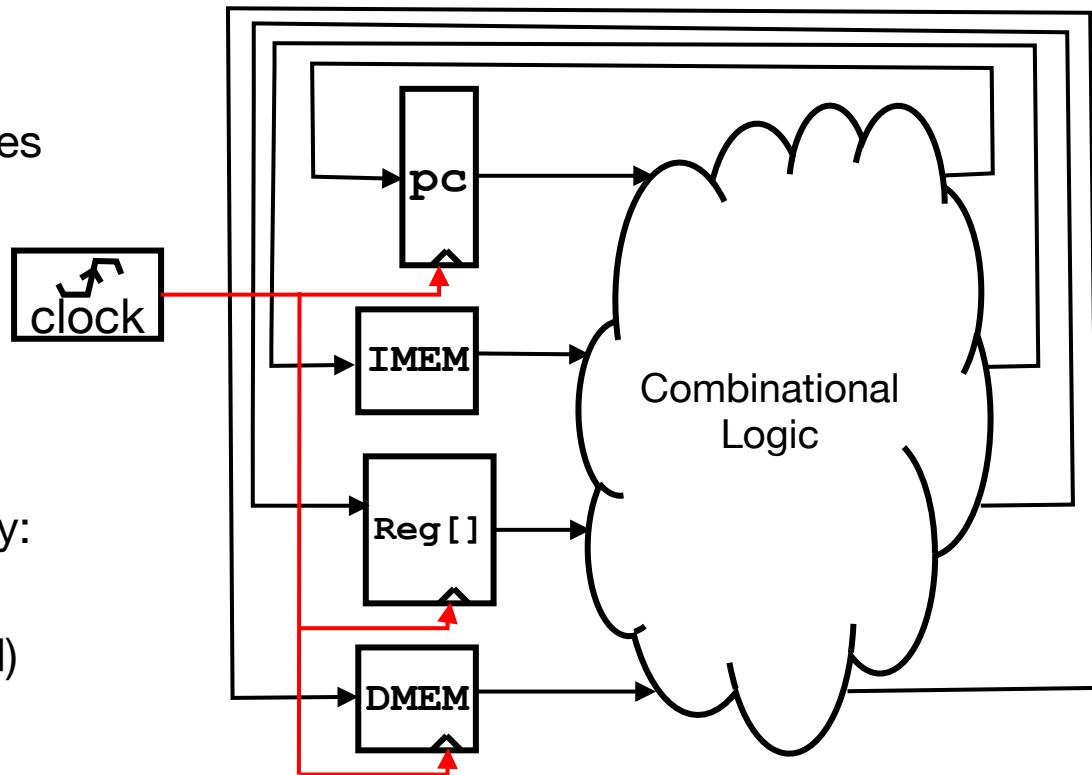 es
pc
clock
IMEM
Combinational
Logic
Reg[]
y:
l)
DMEM